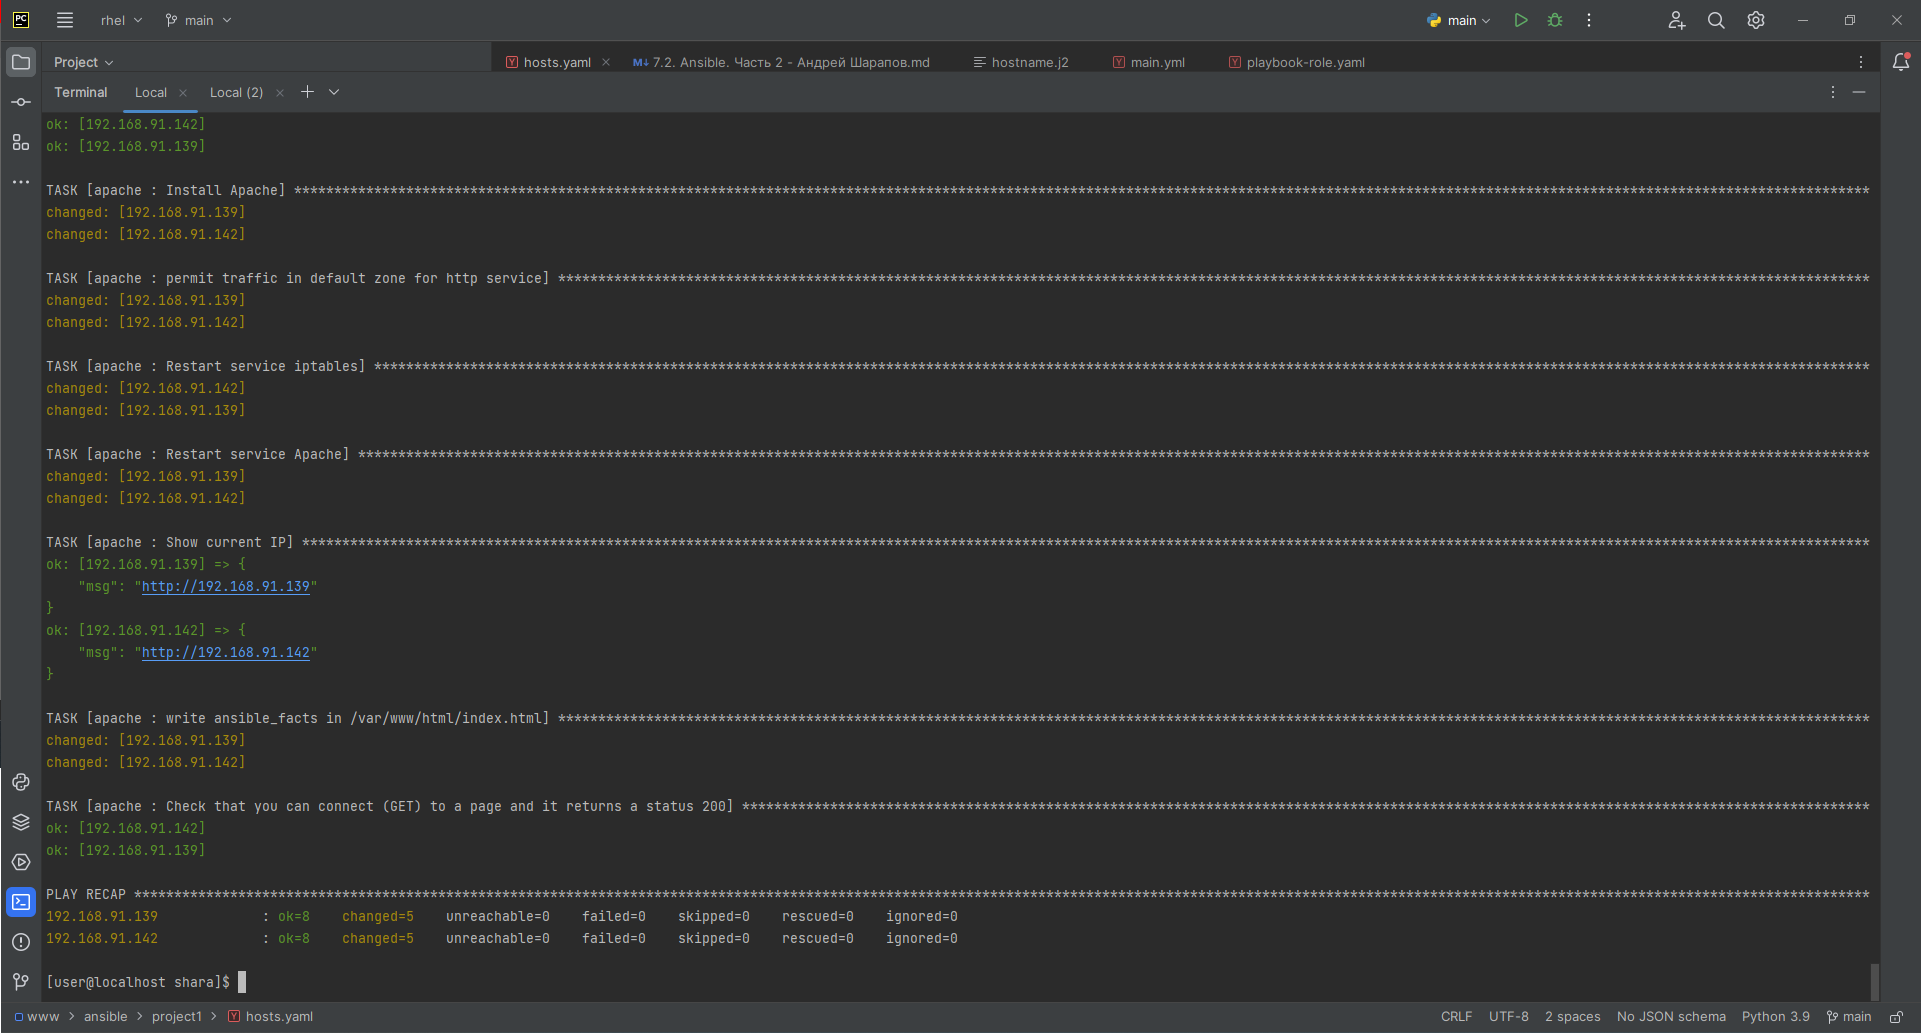 PC rhel main main
Project hosts.yaml M↓ 7.2. Ansible. Часть 2 - Андрей Шарапов.md hostname.j2 main.yml playbook-role.yaml
Terminal Local Local (2)
ok: [192.168.91.142]
ok: [192.168.91.139]
TASK [apache : Install Apache] *****
changed: [192.168.91.139]
changed: [192.168.91.142]
TASK [apache : permit traffic in default zone for http service] *****
changed: [192.168.91.139]
changed: [192.168.91.142]
TASK [apache : Restart service iptables] *****
changed: [192.168.91.142]
changed: [192.168.91.139]
TASK [apache : Restart service Apache] *****
changed: [192.168.91.139]
changed: [192.168.91.142]
TASK [apache : Show current IP] *****
ok: [192.168.91.139] => {
    "msg": "http://192.168.91.139"
}
ok: [192.168.91.142] => {
    "msg": "http://192.168.91.142"
}
TASK [apache : write ansible_facts in /var/www/html/index.html] *****
changed: [192.168.91.139]
changed: [192.168.91.142]
TASK [apache : Check that you can connect (GET) to a page and it returns a status 200] *****
ok: [192.168.91.142]
ok: [192.168.91.139]
PLAY RECAP *****
192.168.91.139 : ok=8 changed=5 unreachable=0 failed=0 skipped=0 rescued=0 ignored=0
192.168.91.142 : ok=8 changed=5 unreachable=0 failed=0 skipped=0 rescued=0 ignored=0
[user@localhost shara]$
www > ansible > project1 > hosts.yaml CRLF UTF-8 2 spaces No JSON schema Python 3.9 main